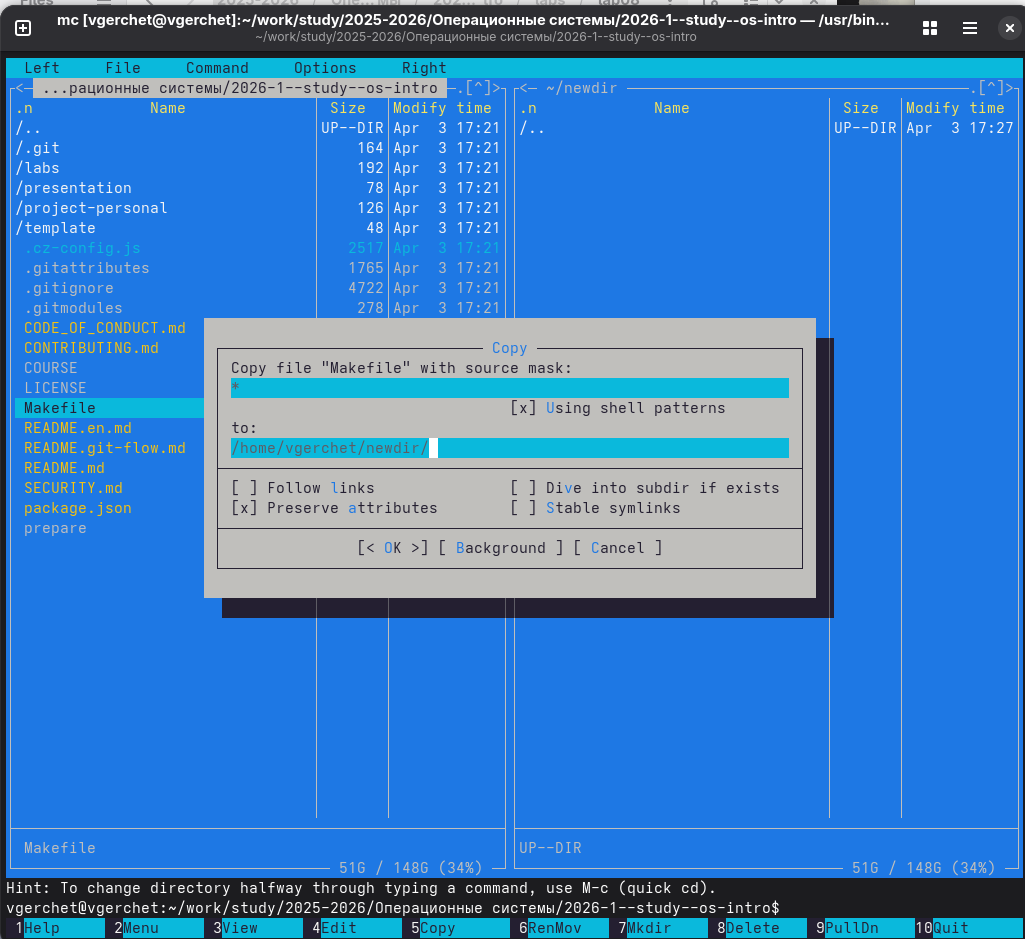 mc [vgerchet@vgerchet]:~/work/study/2025-2026/Операционные системы/2026-1--study--os-intro — /usr/bin...
~/work/study/2025-2026/Операционные системы/2026-1--study--os-intro
Left File Command Options Right
<— ...рационные системы/2026-1--study--os-intro —.[^]>
.n Name Size Modify time
/.. UP--DIR Apr 3 17:21
/.git 164 Apr 3 17:21
/labs 192 Apr 3 17:21
/presentation 78 Apr 3 17:21
/project-personal 126 Apr 3 17:21
/template 48 Apr 3 17:21
.cz-config.js 2517 Apr 3 17:21
.gitattributes 1765 Apr 3 17:21
.gitignore 4722 Apr 3 17:21
.gitmodules 278 Apr 3 17:21
CODE_OF_CONDUCT.md
CONTRIBUTING.md
COURSE
LICENSE
Makefile
README.en.md
README.git-flow.md
README.md
SECURITY.md
package.json
prepare
Makefile
51G / 148G (34%)
<— ~/newdir —.[^]>
.n Name Size Modify time
/.. UP--DIR Apr 3 17:27
UP--DIR
51G / 148G (34%)
Copy
Copy file "Makefile" with source mask:
*
[x] Using shell patterns
to:
/home/vgerchet/newdir/
[ ] Follow links [ ] Dive into subdir if exists
[x] Preserve attributes [ ] Stable symlinks
[< OK >] [ Background ] [ Cancel ]
Hint: To change directory halfway through typing a command, use M-c (quick cd).
vgerchet@vgerchet:~/work/study/2025-2026/Операционные системы/2026-1--study--os-intro$
1Help 2Menu 3View 4Edit 5Copy 6RenMov 7Mkdir 8Delete 9PullDn 10Quit